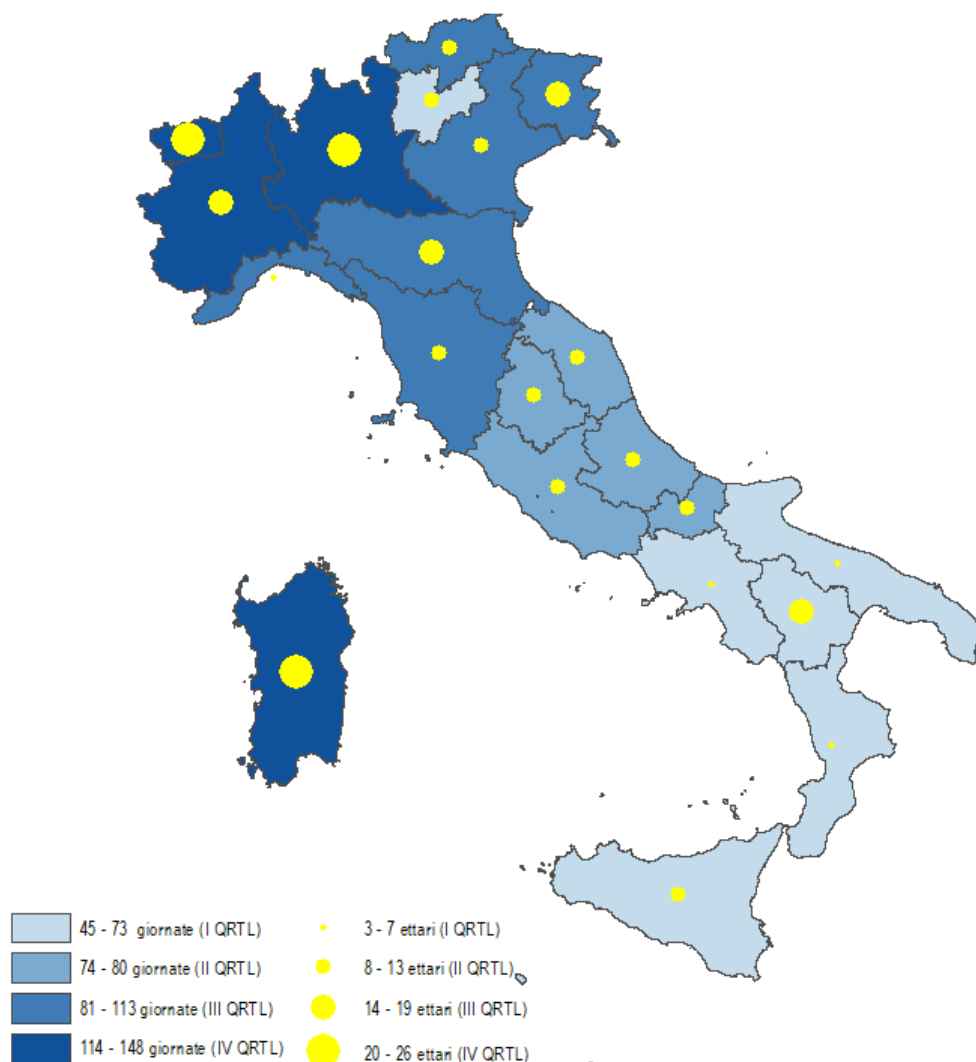 45 - 73 giornate (I QRTL)
74 - 80 giornate (II QRTL)
81 - 113 giornate (III QRTL)
114 - 148 giornate (IV QRTL)
3 - 7 ettari (I QRTL)
8 - 13 ettari (II QRTL)
14 - 19 ettari (III QRTL)
20 - 26 ettari (IV QRTL)